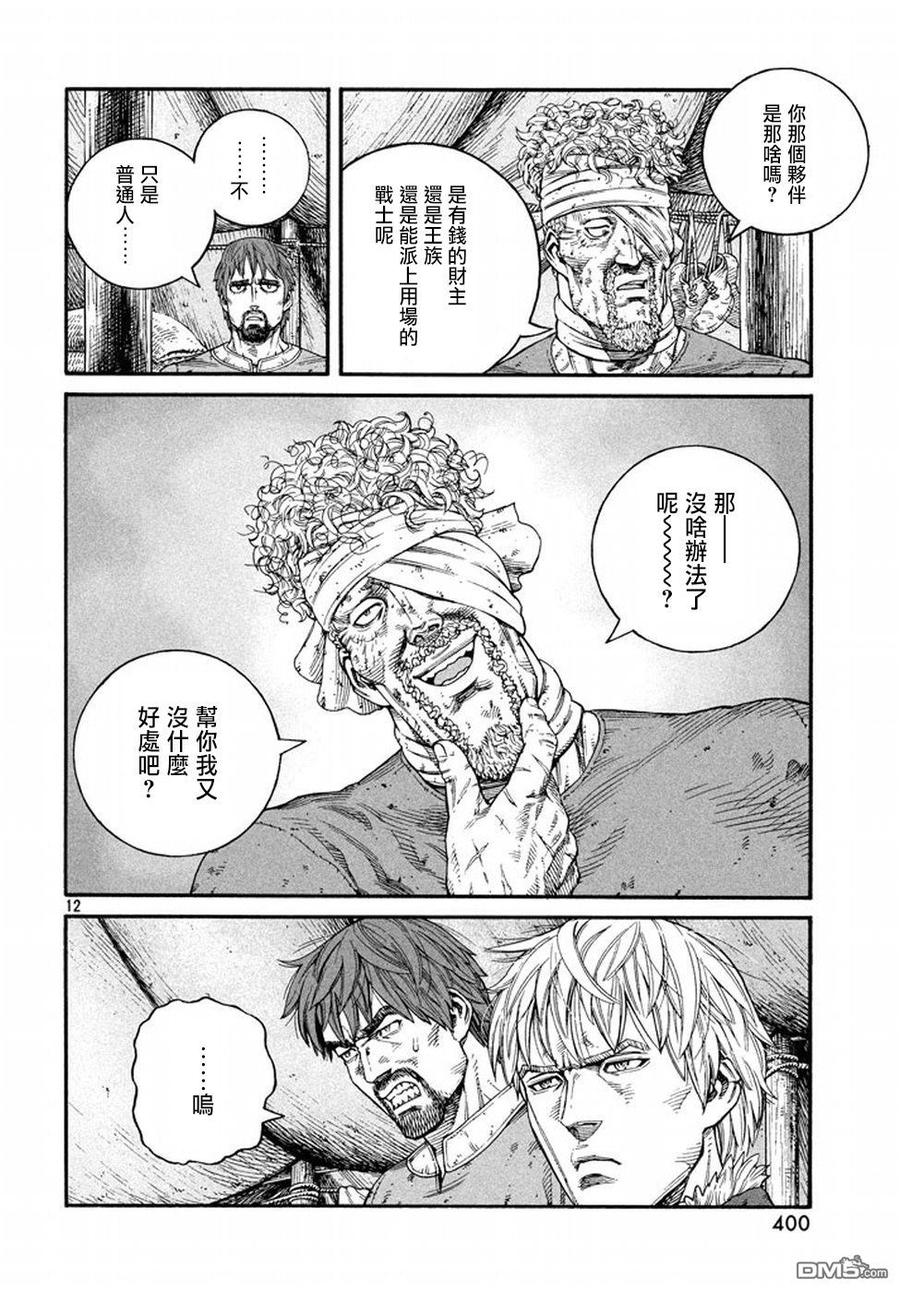 你那個夥伴
是那啥嗎？
是有錢的財主
還是王族
還是能派上用場的
戰士呢
………
…不
只是
普通人……
那——
沒啥辦法了
呢～～～？
幫你我又
沒什麼
好處吧？
12
……嗚
400
DM5.com